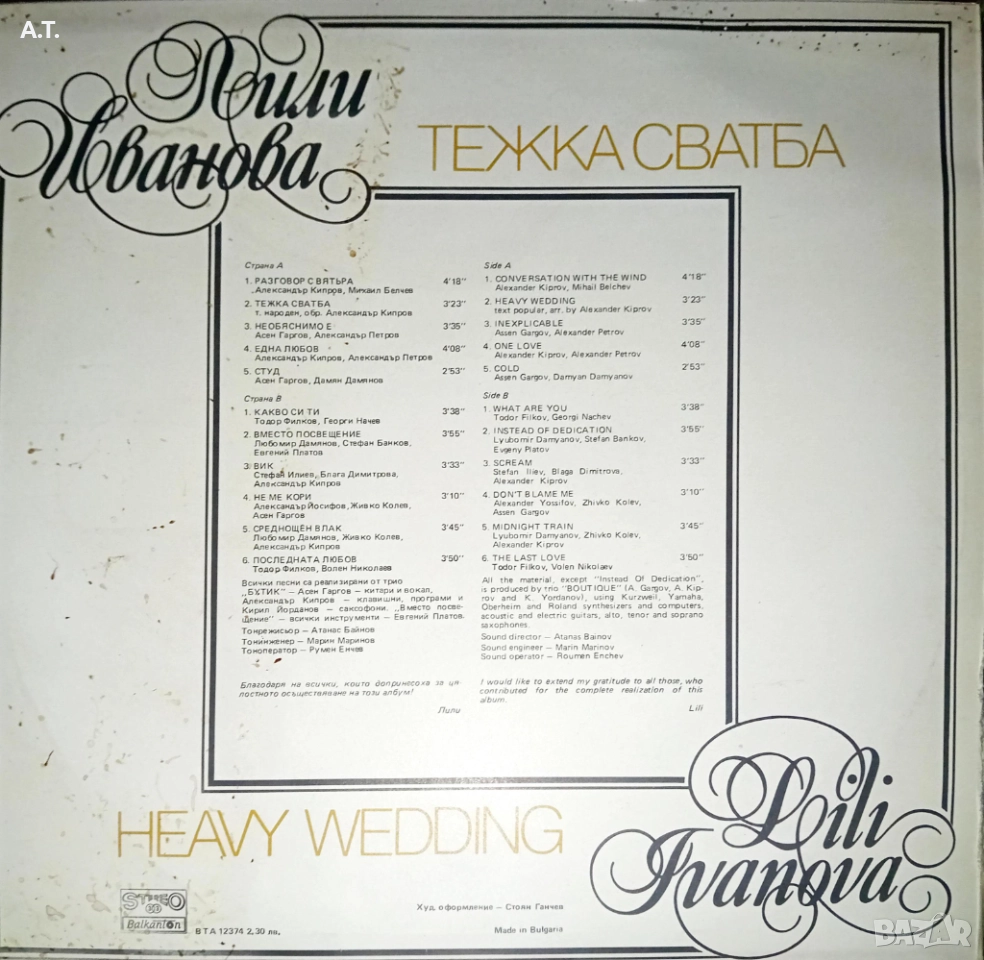 A.T.
Лили
Иванова
ТЕЖКА СВАТБА
Страна А
1. РАЗГОВОР С ВЯТЪРА 4'18"
Александър Кипров, Михаил Белчев
2. ТЕЖКА СВАТБА 3'23"
т. народен, обр. Александър Кипров
3. НЕОБЯСНИМО Е 3'35"
Асен Гаргов, Александър Петров
4. ЕДНА ЛЮБОВ 4'08"
Александър Кипров, Александър Петров
5. СТУД 2'53"
Асен Гаргов, Дамян Дамянов
Страна В
1. КАКВО СИ ТИ 3'38"
Тодор Филков, Георги Начев
2. ВМЕСТО ПОСВЕЩЕНИЕ 3'55"
Любомир Дамянов, Стефан Банков,
Евгений Платов
3. ВИК 3'33"
Стефан Илиев, Блага Димитрова,
Александър Кипров
4. НЕ МЕ КОРИ 3'10"
Александър Йосифов, Живко Колев,
Асен Гаргов
5. СРЕДНОЩЕН ВЛАК 3'45"
Любомир Дамянов, Живко Колев,
Александър Кипров
6. ПОСЛЕДНАТА ЛЮБОВ 3'50"
Тодор Филков, Волен Николаев
Всички песни са реализирани от трио
„БУТИК" — Асен Гаргов — китари и вокал,
Александър Кипров — клавишни, програми и
Кирил Йорданов — саксофони. „Вместо посве-
щение" — всички инструменти — Евгений Платов.
Тонрежисьор — Атанас Байнов
Тонинженер — Марин Маринов
Тоноператор — Румен Енчев
Благодаря на всички, които допринесоха за ця-
лостното осъществяване на този албум!
Лили
Side A
1. CONVERSATION WITH THE WIND 4'18"
Alexander Kiprov, Mihail Belchev
2. HEAVY WEDDING 3'23"
text popular, arr. by Alexander Kiprov
3. INEXPLICABLE 3'35"
Assen Gargov, Alexander Petrov
4. ONE LOVE 4'08"
Alexander Kiprov, Alexander Petrov
5. COLD 2'53"
Assen Gargov, Damyan Damyanov
Side B
1. WHAT ARE YOU 3'38"
Todor Filkov, Georgi Nachev
2. INSTEAD OF DEDICATION 3'55"
Lyubomir Damyanov, Stefan Bankov,
Evgeny Platov
3. SCREAM 3'33"
Stefan Iliev, Blaga Dimitrova,
Alexander Kiprov
4. DON'T BLAME ME 3'10"
Alexander Yossifov, Zhivko Kolev,
Assen Gargov
5. MIDNIGHT TRAIN 3'45"
Lyubomir Damyanov, Zhivko Kolev,
Alexander Kiprov
6. THE LAST LOVE 3'50"
Todor Filkov, Volen Nikolaev
All the material, except "Instead Of Dedication",
is produced by trio "BOUTIQUE" (A. Gargov, A. Kip-
rov and K. Yordanov), using Kurzweil, Yamaha,
Oberheim and Roland synthesizers and computers,
acoustic and electric guitars, alto, tenor and soprano
saxophones.
Sound director — Atanas Bainov
Sound engineer — Marin Marinov
Sound operator — Roumen Enchev
I would like to extend my gratitude to all those, who
contributed for the complete realization of this
album.
Lili
HEAVY WEDDING
Lili
Ivanova
STEREO
Balkanton
ВТА 12374 2,30 лв.
Худ. оформление — Стоян Ганчев
Made in Bulgaria
BAZAR